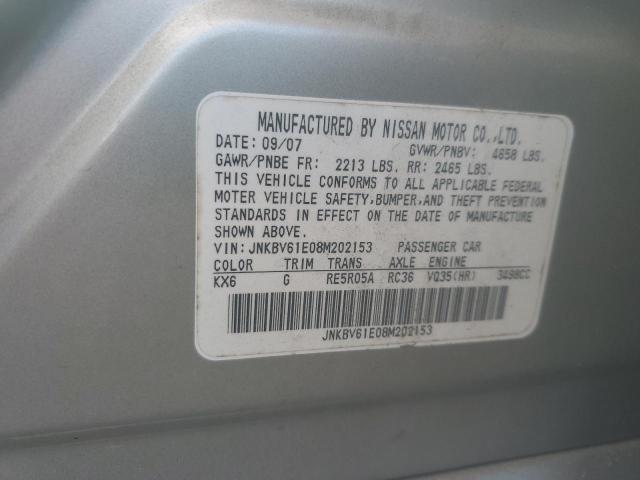 MANUFACTURED BY NISSAN MOTOR CO.,LTD.
DATE: 09/07 GVWR/PNBV: 4658 LBS.
GAWR/PNBE FR: 2213 LBS. RR: 2465 LBS.
THIS VEHICLE CONFORMS TO ALL APPLICABLE FEDERAL
MOTOR VEHICLE SAFETY,BUMPER,AND THEFT PREVENTION
STANDARDS IN EFFECT ON THE DATE OF MANUFACTURE
SHOWN ABOVE.
VIN: JNKBV61E08M202153 PASSENGER CAR
COLOR TRIM TRANS AXLE ENGINE
KX6 G RE5R05A RC36 VQ35(HR) 3498CC
JNKBV61E08M202153